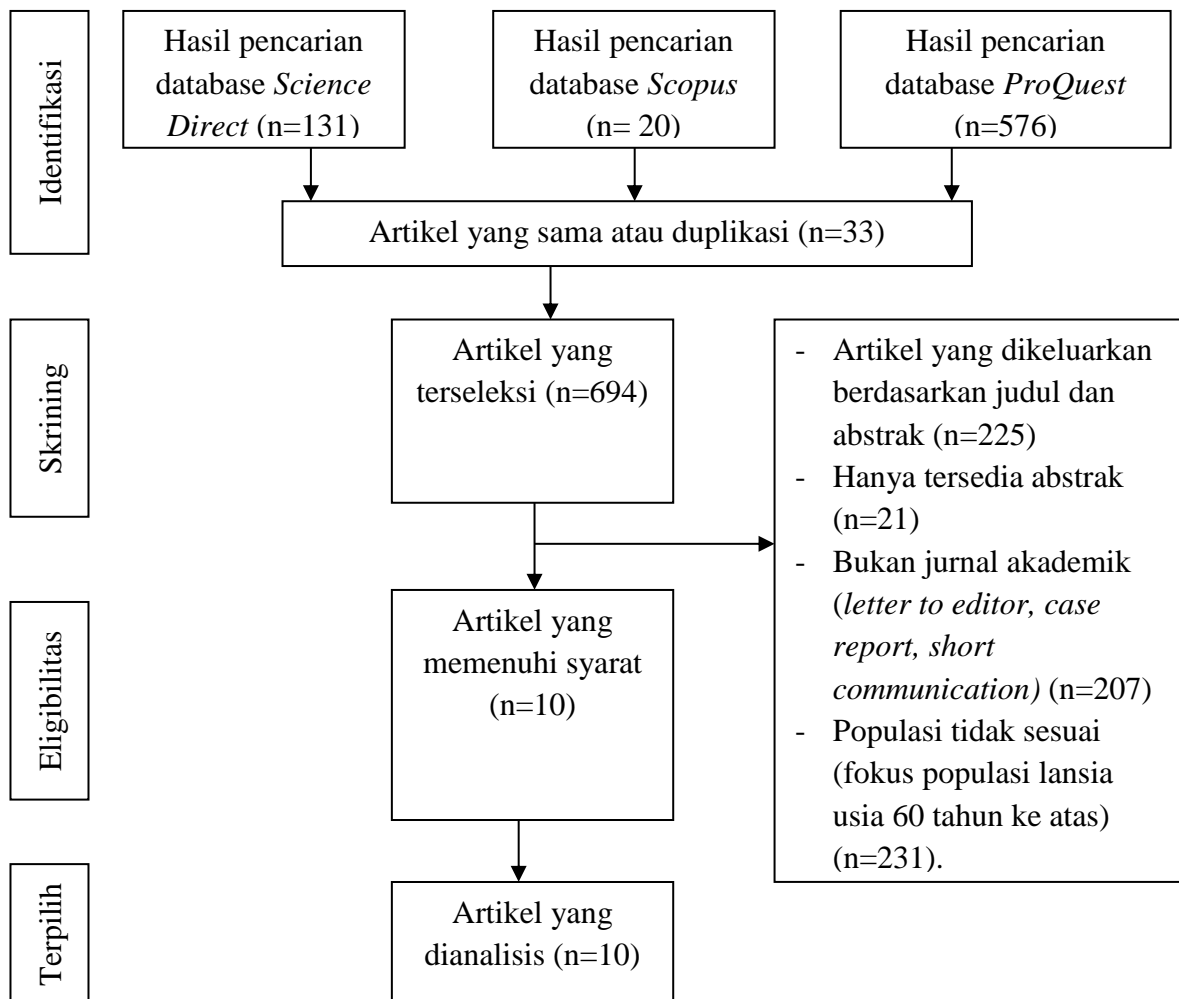 Identifikasi
Hasil pencarian
database Science
Direct (n=131)
Hasil pencarian
database Scopus
(n= 20)
Hasil pencarian
database ProQuest
(n=576)
Artikel yang sama atau duplikasi (n=33)
Skrining
Artikel yang
terseleksi (n=694)
- Artikel yang dikeluarkan
berdasarkan judul dan
abstrak (n=225)
- Hanya tersedia abstrak
(n=21)
- Bukan jurnal akademik
(letter to editor, case
report, short
communication) (n=207)
- Populasi tidak sesuai
(fokus populasi lansia
usia 60 tahun ke atas)
(n=231).
Eligibilitas
Artikel yang
memenuhi syarat
(n=10)
Terpilih
Artikel yang
dianalisis (n=10)